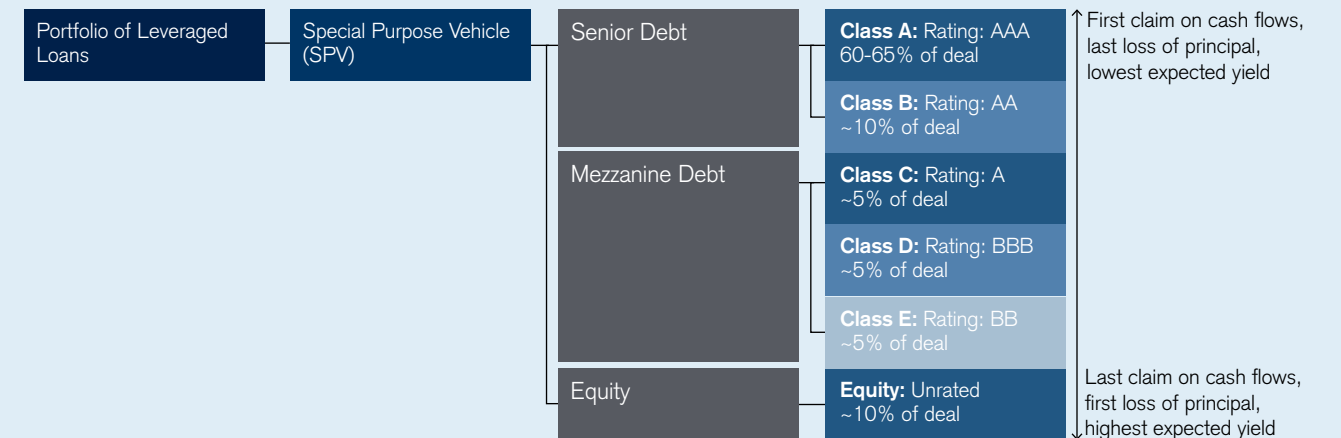 Portfolio of Leveraged
Loans
Special Purpose Vehicle
(SPV)
Senior Debt
Class A: Rating: AAA
60-65% of deal
Class B: Rating: AA
~10% of deal
Mezzanine Debt
Class C: Rating: A
~5% of deal
Class D: Rating: BBB
~5% of deal
Class E: Rating: BB
~5% of deal
Equity
Equity: Unrated
~10% of deal
First claim on cash flows,
last loss of principal,
lowest expected yield
Last claim on cash flows,
first loss of principal,
highest expected yield